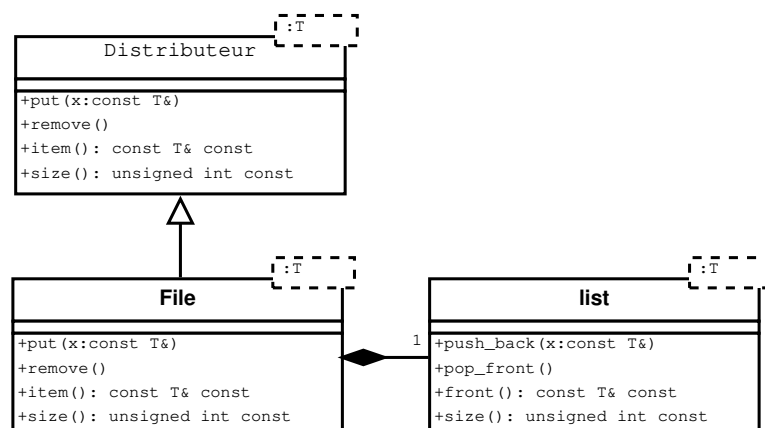 :T
Distributeur
+put(x:const T&)
+remove()
+item(): const T& const
+size(): unsigned int const
:T
File
+put(x:const T&)
+remove()
+item(): const T& const
+size(): unsigned int const
1
:T
list
+push_back(x:const T&)
+pop_front()
+front(): const T& const
+size(): unsigned int const